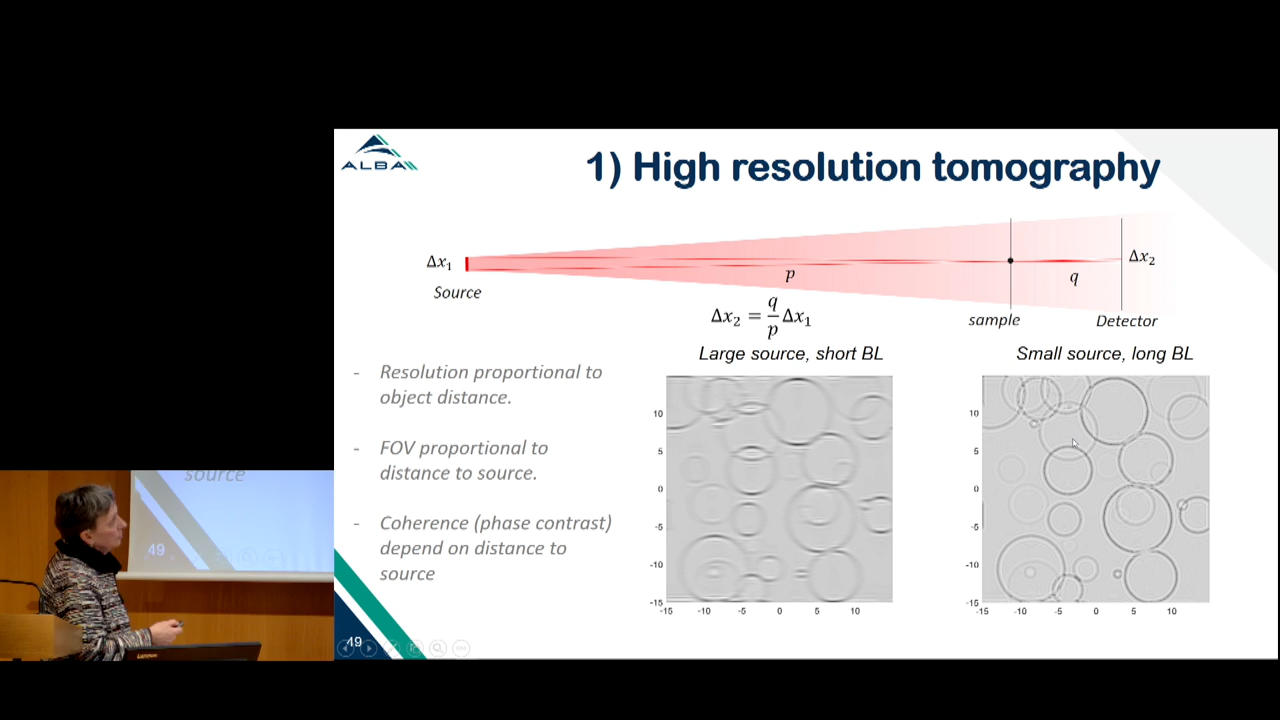 ALBA
1) High resolution tomography
Δx₁
Source
p
Δx₂ = q/p Δx₁
q
Δx₂
sample
Detector
- Resolution proportional to
object distance.
- FOV proportional to
distance to source.
- Coherence (phase contrast)
depend on distance to
source
Large source, short BL
10
5
0
-5
-10
-15
-15 -10 -5 0 5 10
Small source, long BL
10
5
0
-5
-10
-15
-15 -10 -5 0 5 10
49
source
49
Lenovo